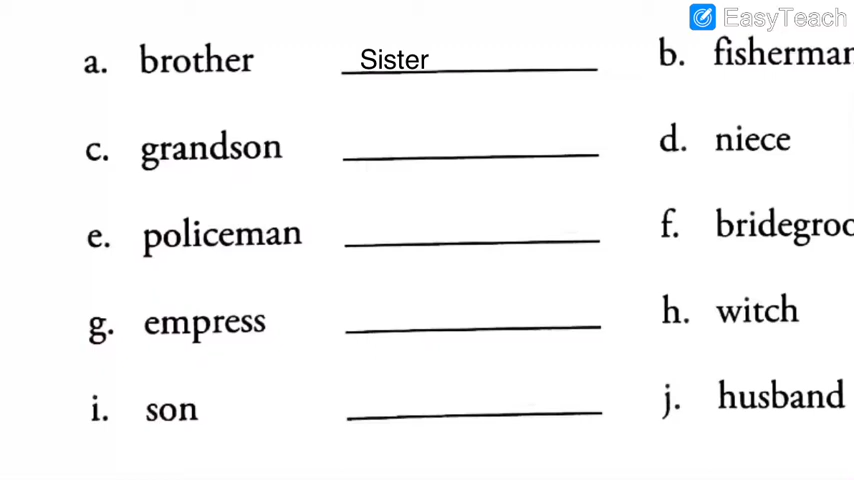 EasyTeach
a. brother Sister b. fisherman
c. grandson d. niece
e. policeman f. bridegroo
g. empress h. witch
i. son j. husband